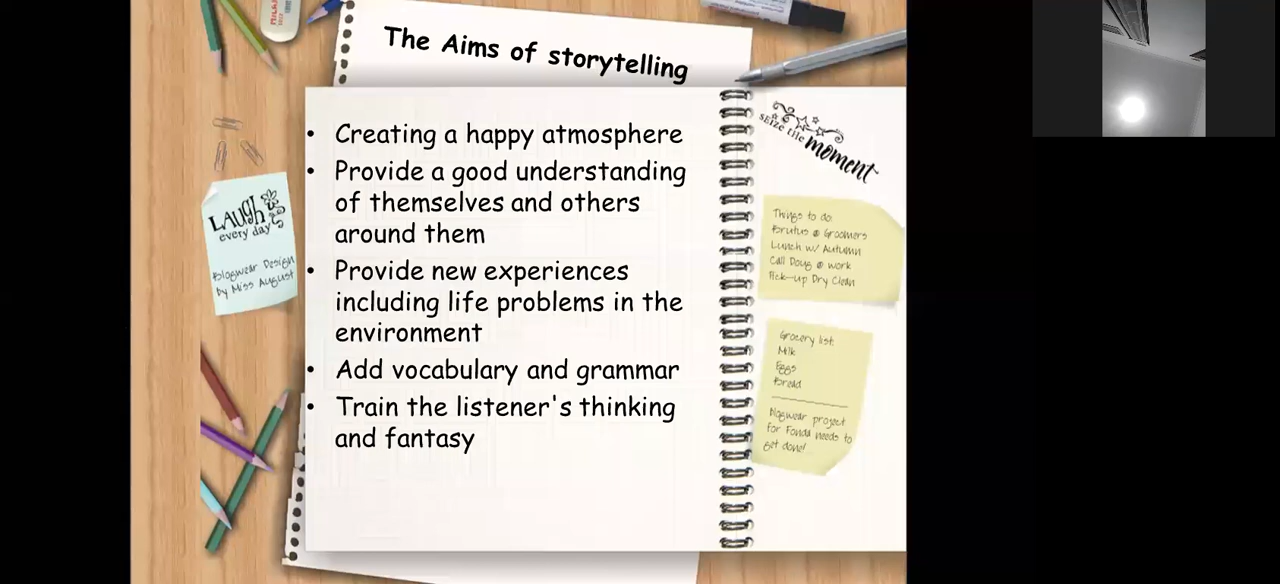 The Aims of storytelling
• Creating a happy atmosphere
• Provide a good understanding
of themselves and others
around them
• Provide new experiences
including life problems in the
environment
• Add vocabulary and grammar
• Train the listener's thinking
and fantasy
LAUGH
every day
Blogwear Design
by Miss August
seize the
moment
Things to do:
Brutus @ Groomers
Lunch w/ Autumn
Call Doug @ work
Pick-up Dry Clean
Grocery list:
Milk
Eggs
Bread
Blogwear project
for Fonda needs to
get done!
MILAN